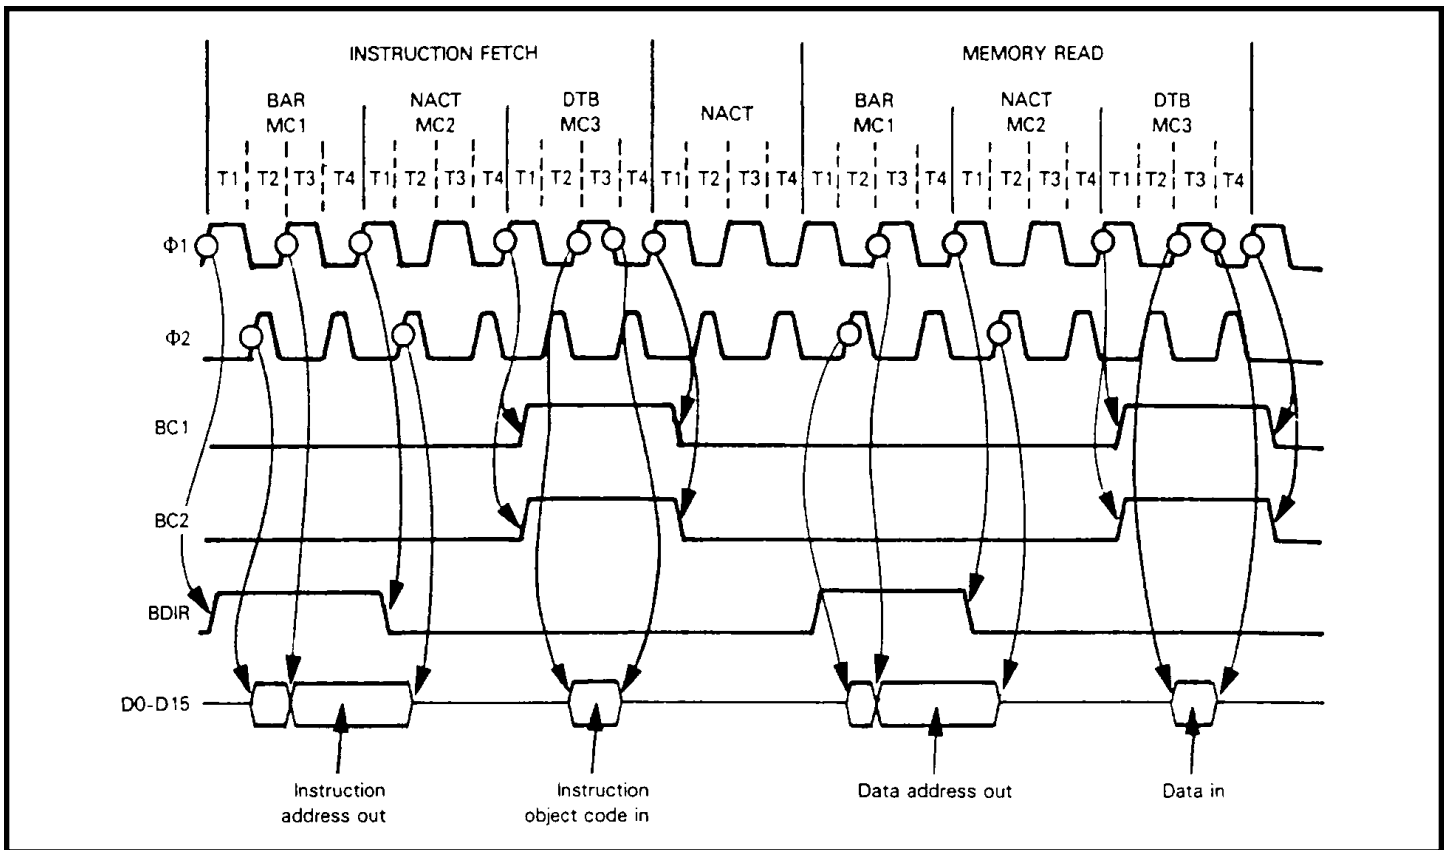 INSTRUCTION FETCH MEMORY READ
BAR NACT DTB NACT BAR NACT DTB
MC1 MC2 MC3 MC1 MC2 MC3
T1 T2 T3 T4 T1 T2 T3 T4 T1 T2 T3 T4 T1 T2 T3 T4 T1 T2 T3 T4 T1 T2 T3 T4 T1 T2 T3 T4
Φ1
Φ2
BC1
BC2
BDIR
D0-D15
Instruction
address out
Instruction
object code in
Data address out
Data in